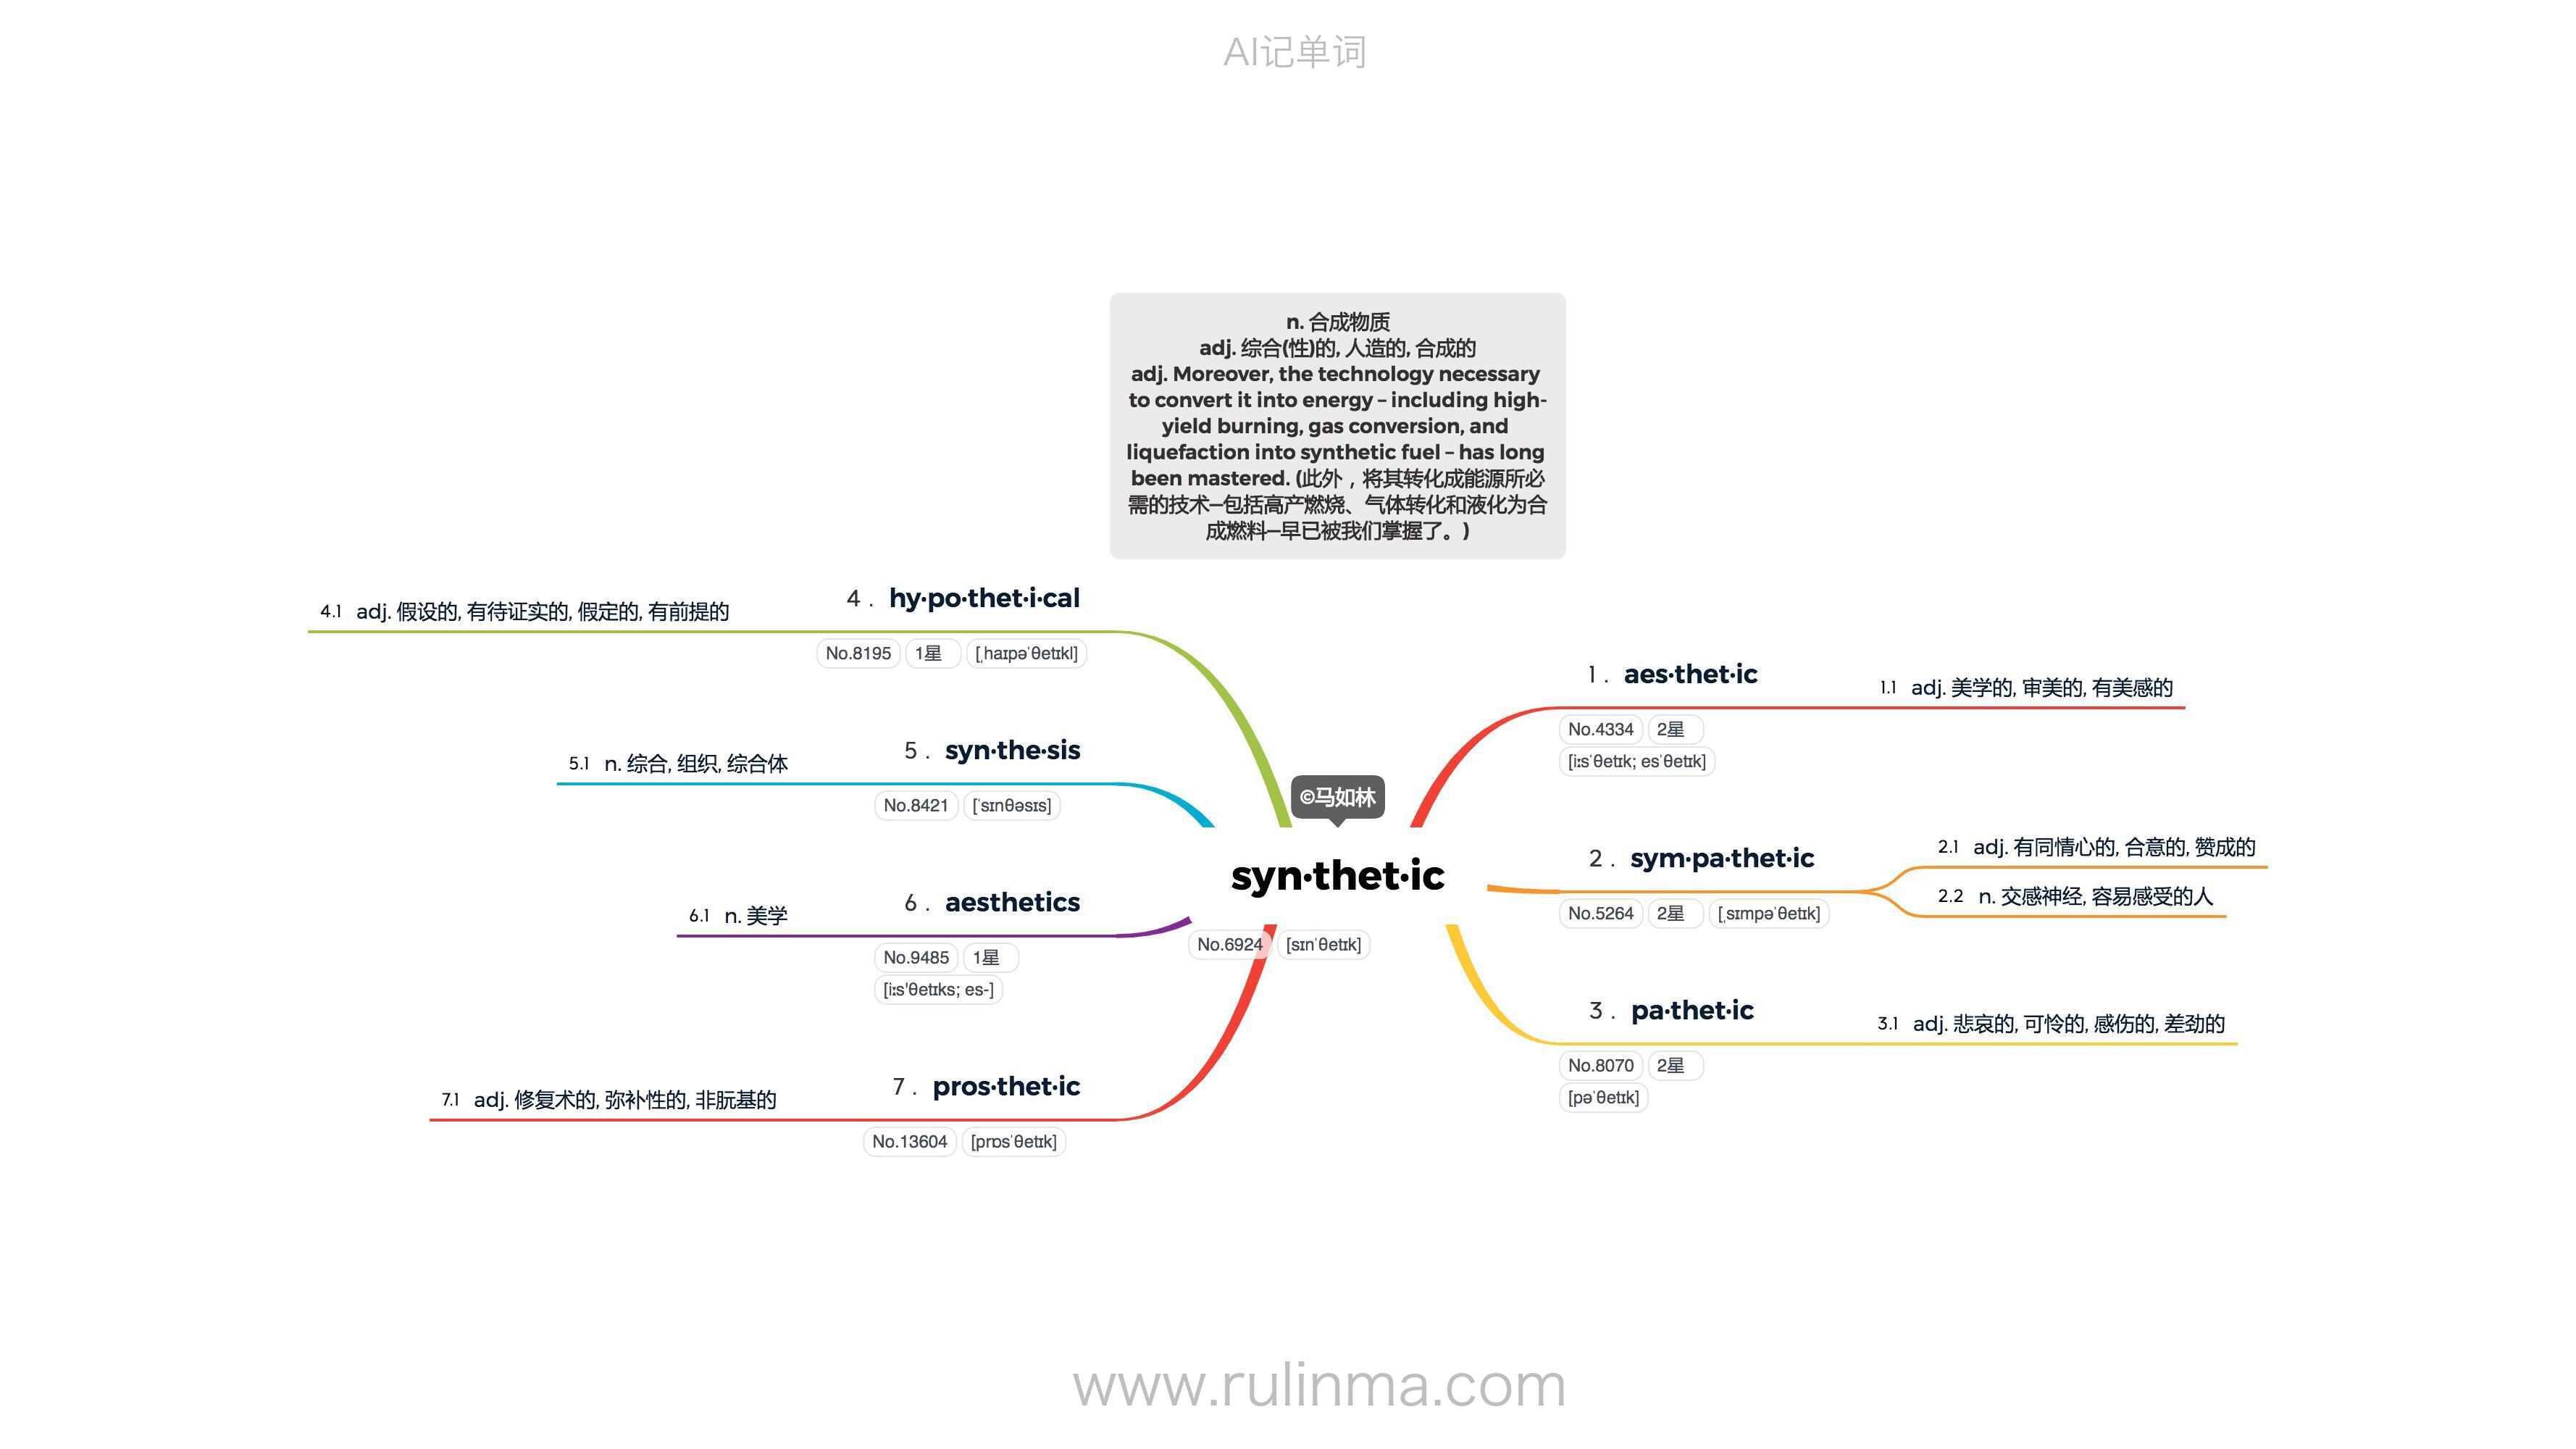 AI记单词
n. 合成物质
adj. 综合(性)的, 人造的, 合成的
adj. Moreover, the technology necessary
to convert it into energy – including high-
yield burning, gas conversion, and
liquefaction into synthetic fuel – has long
been mastered. (此外，将其转化成能源所必
需的技术—包括高产燃烧、气体转化和液化为合
成燃料—早已被我们掌握了。)
©马如林
syn·thet·ic
No.6924 [sɪnˈθetɪk]
1. aes·thet·ic
No.4334 2星
[iːsˈθetɪk; esˈθetɪk]
1.1 adj. 美学的, 审美的, 有美感的
2. sym·pa·thet·ic
No.5264 2星 [ˌsɪmpəˈθetɪk]
2.1 adj. 有同情心的, 合意的, 赞成的
2.2 n. 交感神经, 容易感受的人
3. pa·thet·ic
No.8070 2星
[pəˈθetɪk]
3.1 adj. 悲哀的, 可怜的, 感伤的, 差劲的
4. hy·po·thet·i·cal
No.8195 1星 [ˌhaɪpəˈθetɪkl]
4.1 adj. 假设的, 有待证实的, 假定的, 有前提的
5. syn·the·sis
No.8421 [ˈsɪnθəsɪs]
5.1 n. 综合, 组织, 综合体
6. aesthetics
No.9485 1星
[iːs'θetɪks; es-]
6.1 n. 美学
7. pros·thet·ic
No.13604 [prɒsˈθetɪk]
7.1 adj. 修复术的, 弥补性的, 非朊基的
www.rulinma.com